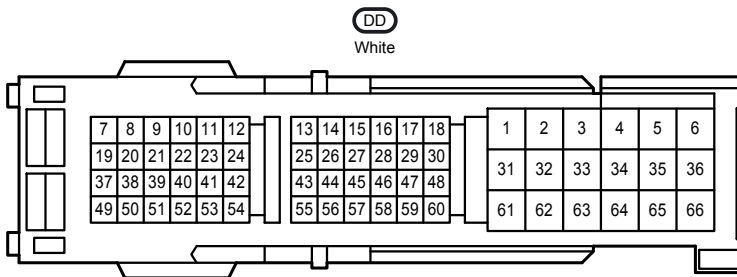 DD
White
7 8 9 10 11 12 13 14 15 16 17 18 1 2 3 4 5 6
19 20 21 22 23 24 25 26 27 28 29 30 31 32 33 34 35 36
37 38 39 40 41 42 43 44 45 46 47 48
49 50 51 52 53 54 55 56 57 58 59 60 61 62 63 64 65 66